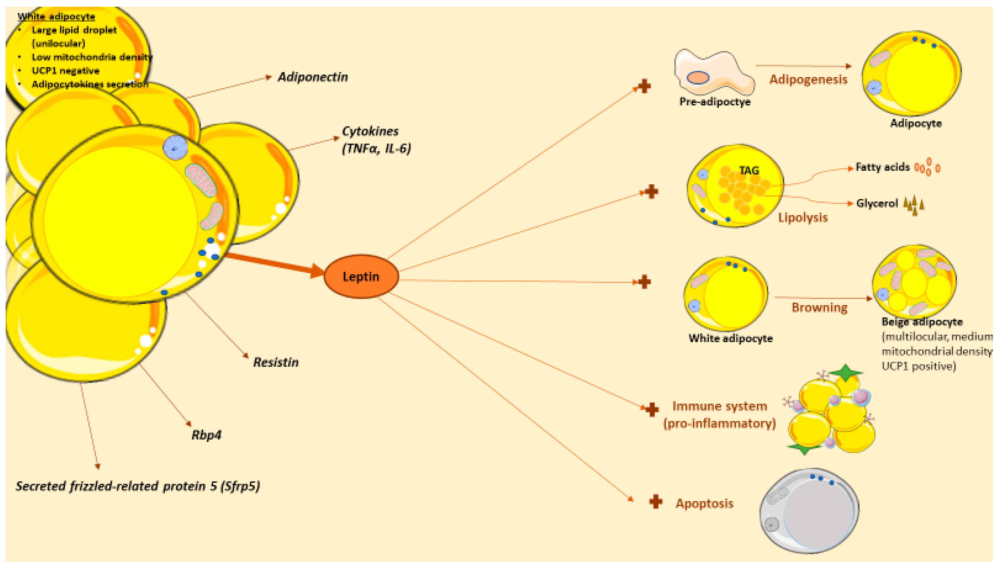 White adipocyte
• Large lipid droplet
(unilocular)
• Low mitochondria density
• UCP1 negative
• Adipocytokines secretion
Adiponectin
Cytokines
(TNFα, IL-6)
Leptin
Resistin
Rbp4
Secreted frizzled-related protein 5 (Sfrp5)
Pre-adipoctye
Adipogenesis
Adipocyte
TAG
Fatty acids
Glycerol
Lipolysis
White adipocyte
Browning
Beige adipocyte
(multilocular, medium
mitochondrial density
UCP1 positive)
Immune system
(pro-inflammatory)
Apoptosis